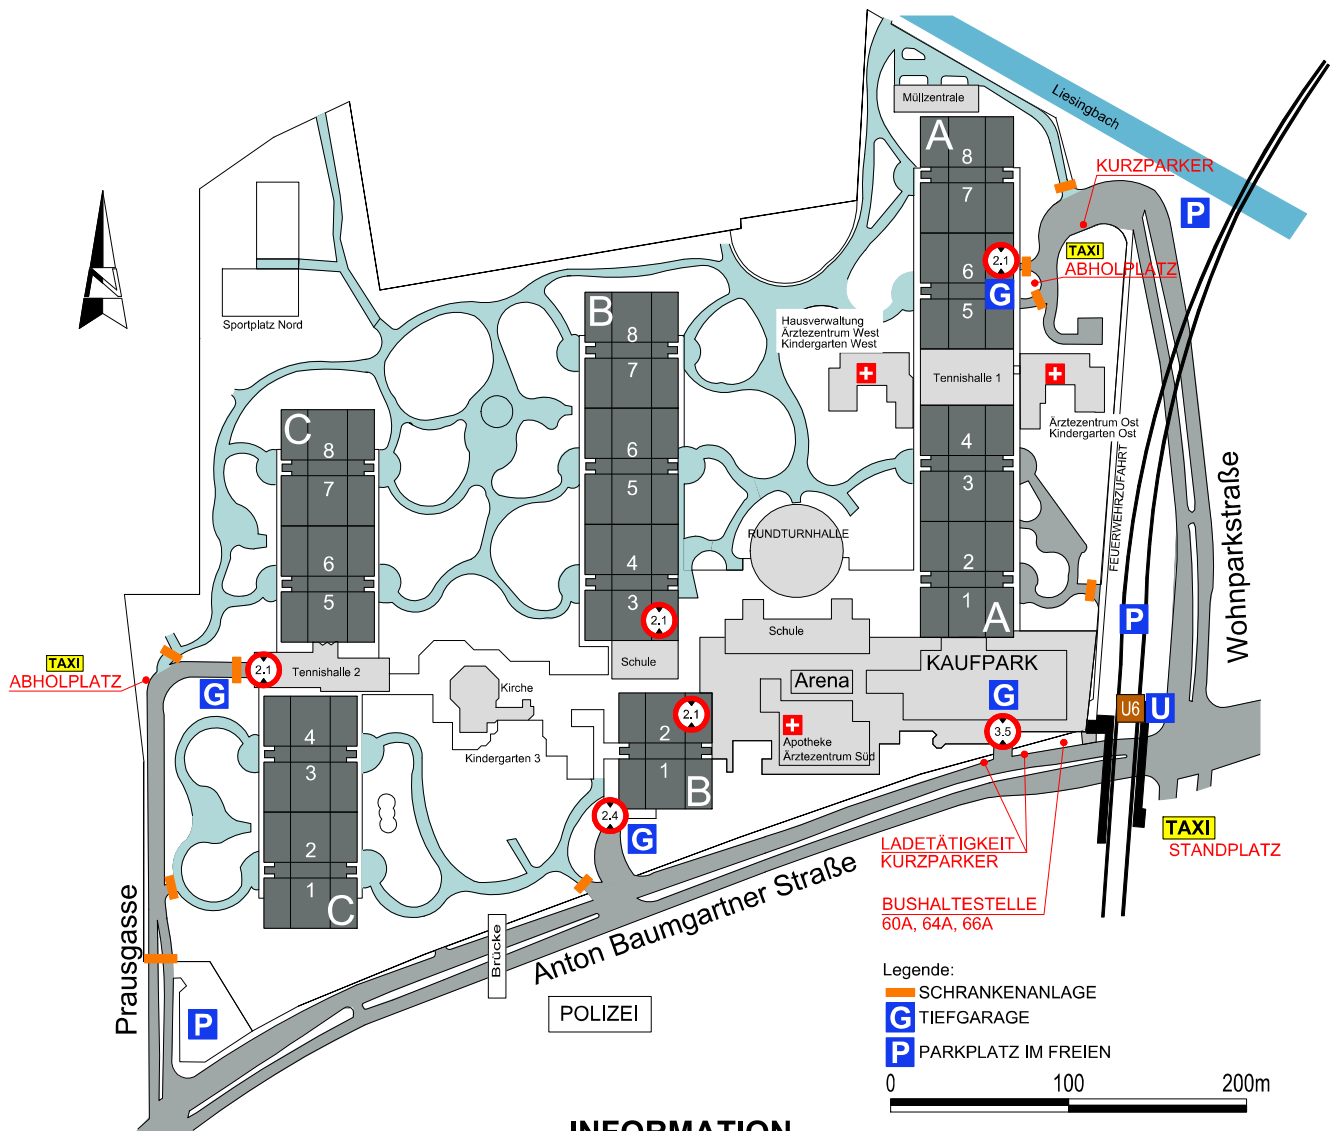 Müllzentrale
Liesingbach
A
8
7
6
5
KURZPARKER
P
TAXI
ABHOLPLATZ
2.1
G
Sportplatz Nord
B
8
7
6
5
4
3
2.1
Hausverwaltung
Ärztezentrum West
Kindergarten West
Tennishalle 1
Ärztezentrum Ost
Kindergarten Ost
C
8
7
6
5
4
3
2
1
A
FEUERWEHRZUFAHRT
Wohnparkstraße
RUNDTURNHALLE
P
Schule
Schule
KAUFPARK
Arena
G
3.5
U6
U
TAXI
ABHOLPLATZ
2.1
G
Tennishalle 2
Kirche
Kindergarten 3
2.1
2
1
B
Apotheke
Ärztezentrum Süd
4
3
2
1
C
2.4
G
LADETÄTIGKEIT
KURZPARKER
TAXI
STANDPLATZ
BUSHALTESTELLE
60A, 64A, 66A
Prausgasse
Brücke
Anton Baumgartner Straße
POLIZEI
P
Legende:
SCHRANKENANLAGE
G TIEFGARAGE
P PARKPLATZ IM FREIEN
0 100 200m
INFORMATION